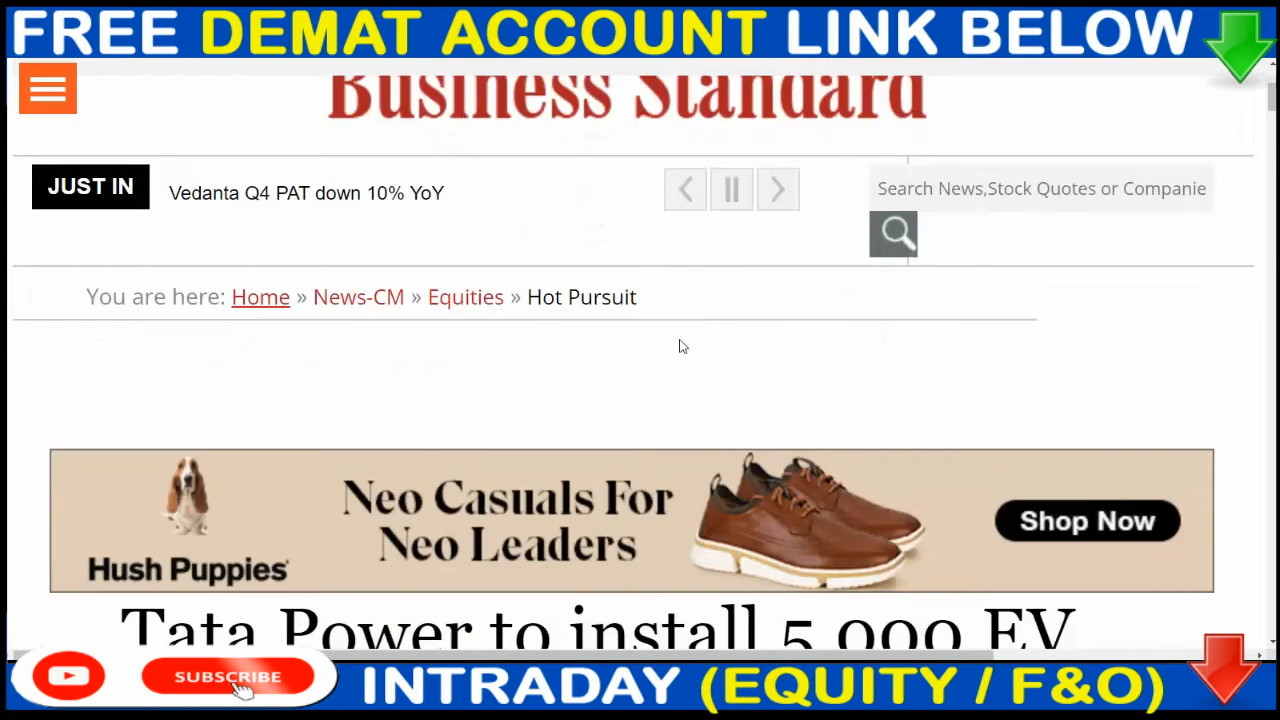 FREE DEMAT ACCOUNT LINK BELOW
Business Standard
JUST IN
Vedanta Q4 PAT down 10% YoY
Search News,Stock Quotes or Companie
You are here: Home » News-CM » Equities » Hot Pursuit
Neo Casuals For
Neo Leaders
Shop Now
Hush Puppies
Tata Power to install 5,000 EV
SUBSCRIBE
INTRADAY (EQUITY / F&O)